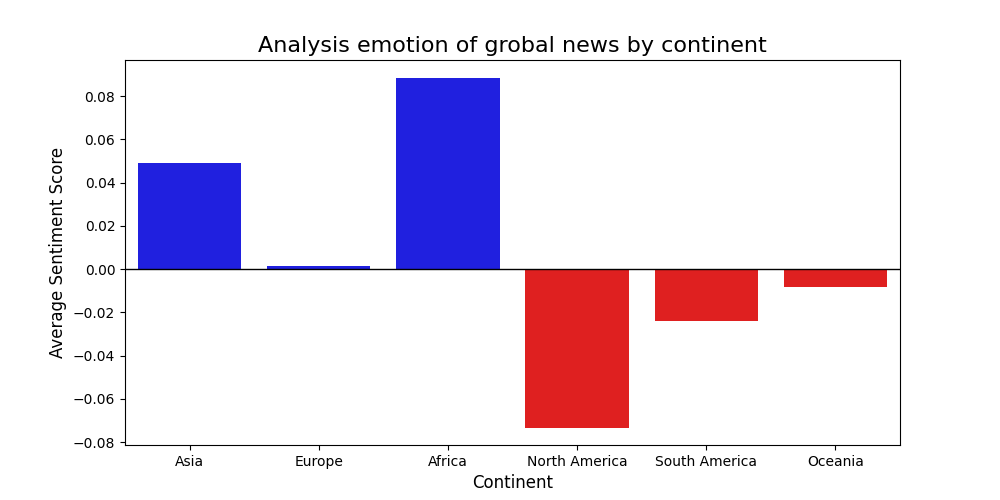 Analysis emotion of grobal news by continent
Average Sentiment Score
0.08
0.06
0.04
0.02
0.00
−0.02
−0.04
−0.06
−0.08
Asia Europe Africa North America South America Oceania
Continent